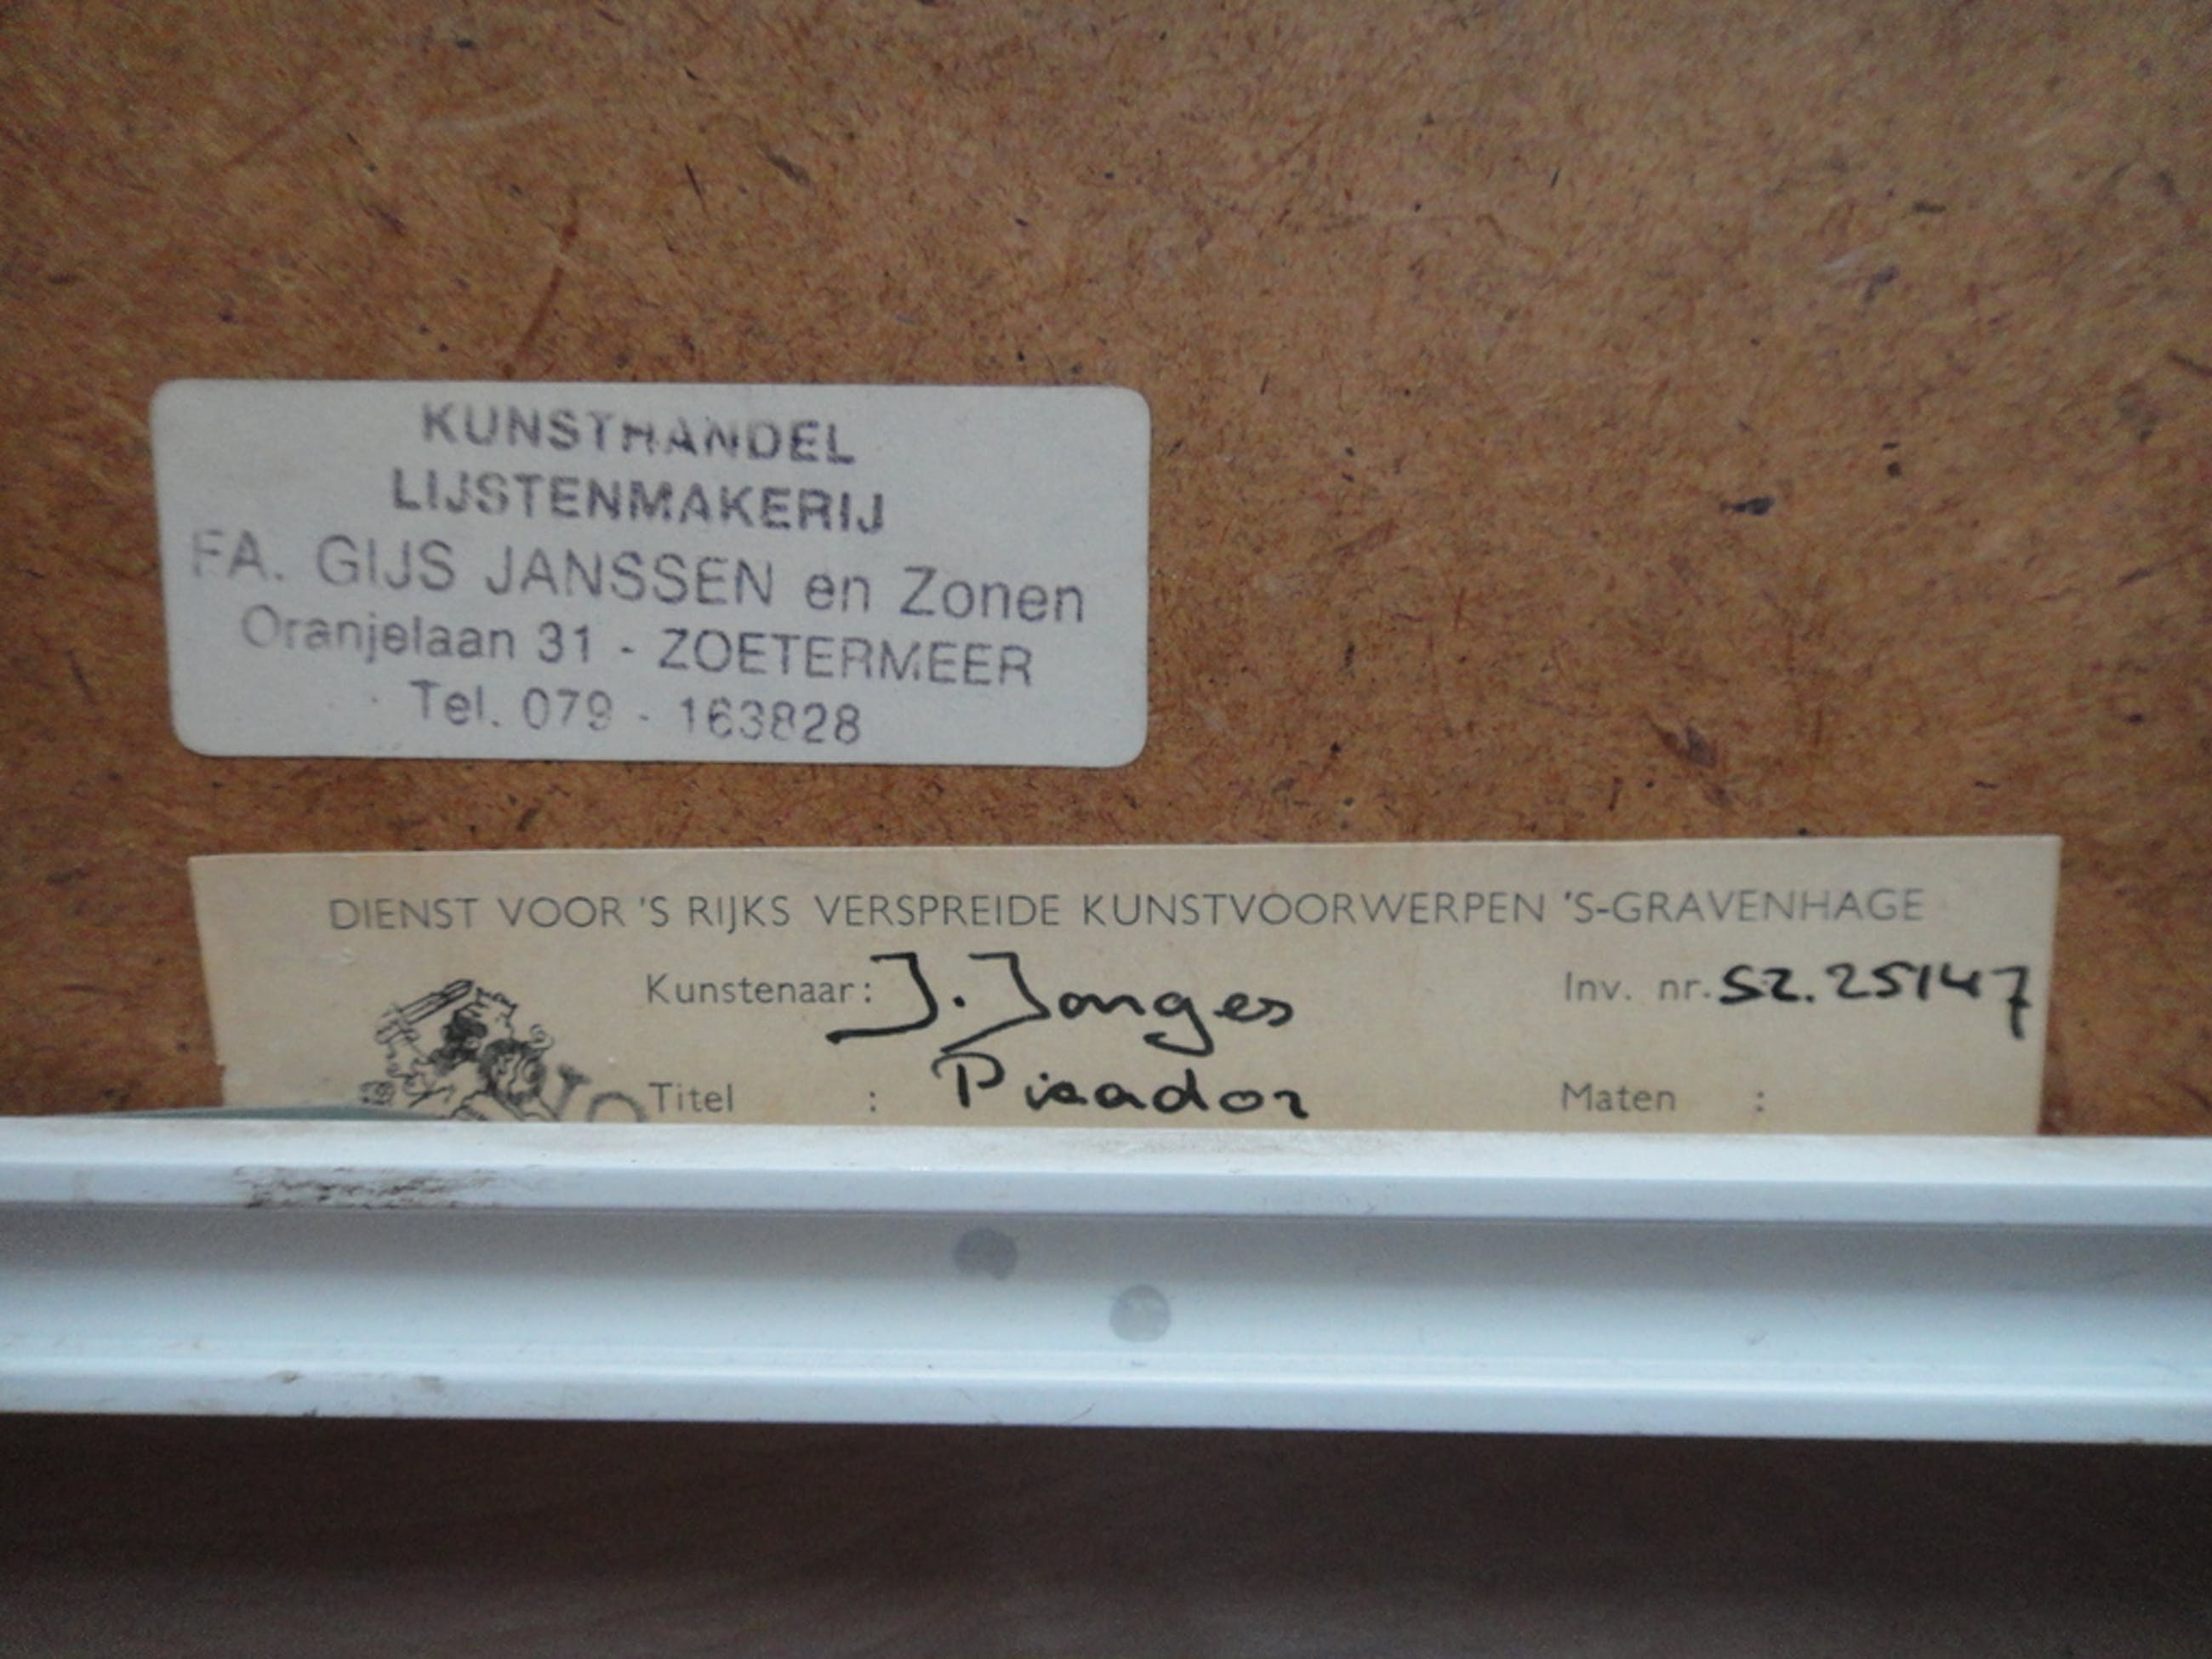 KUNSTHANDEL
LIJSTENMAKERIJ
FA. GIJS JANSSEN en Zonen
Oranjelaan 31 - ZOETERMEER
Tel. 079 - 163828
DIENST VOOR 'S RIJKS VERSPREIDE KUNSTVOORWERPEN 'S-GRAVENHAGE
Kunstenaar: J. Jonges Inv. nr. SZ.25147
Titel : Picador Maten :